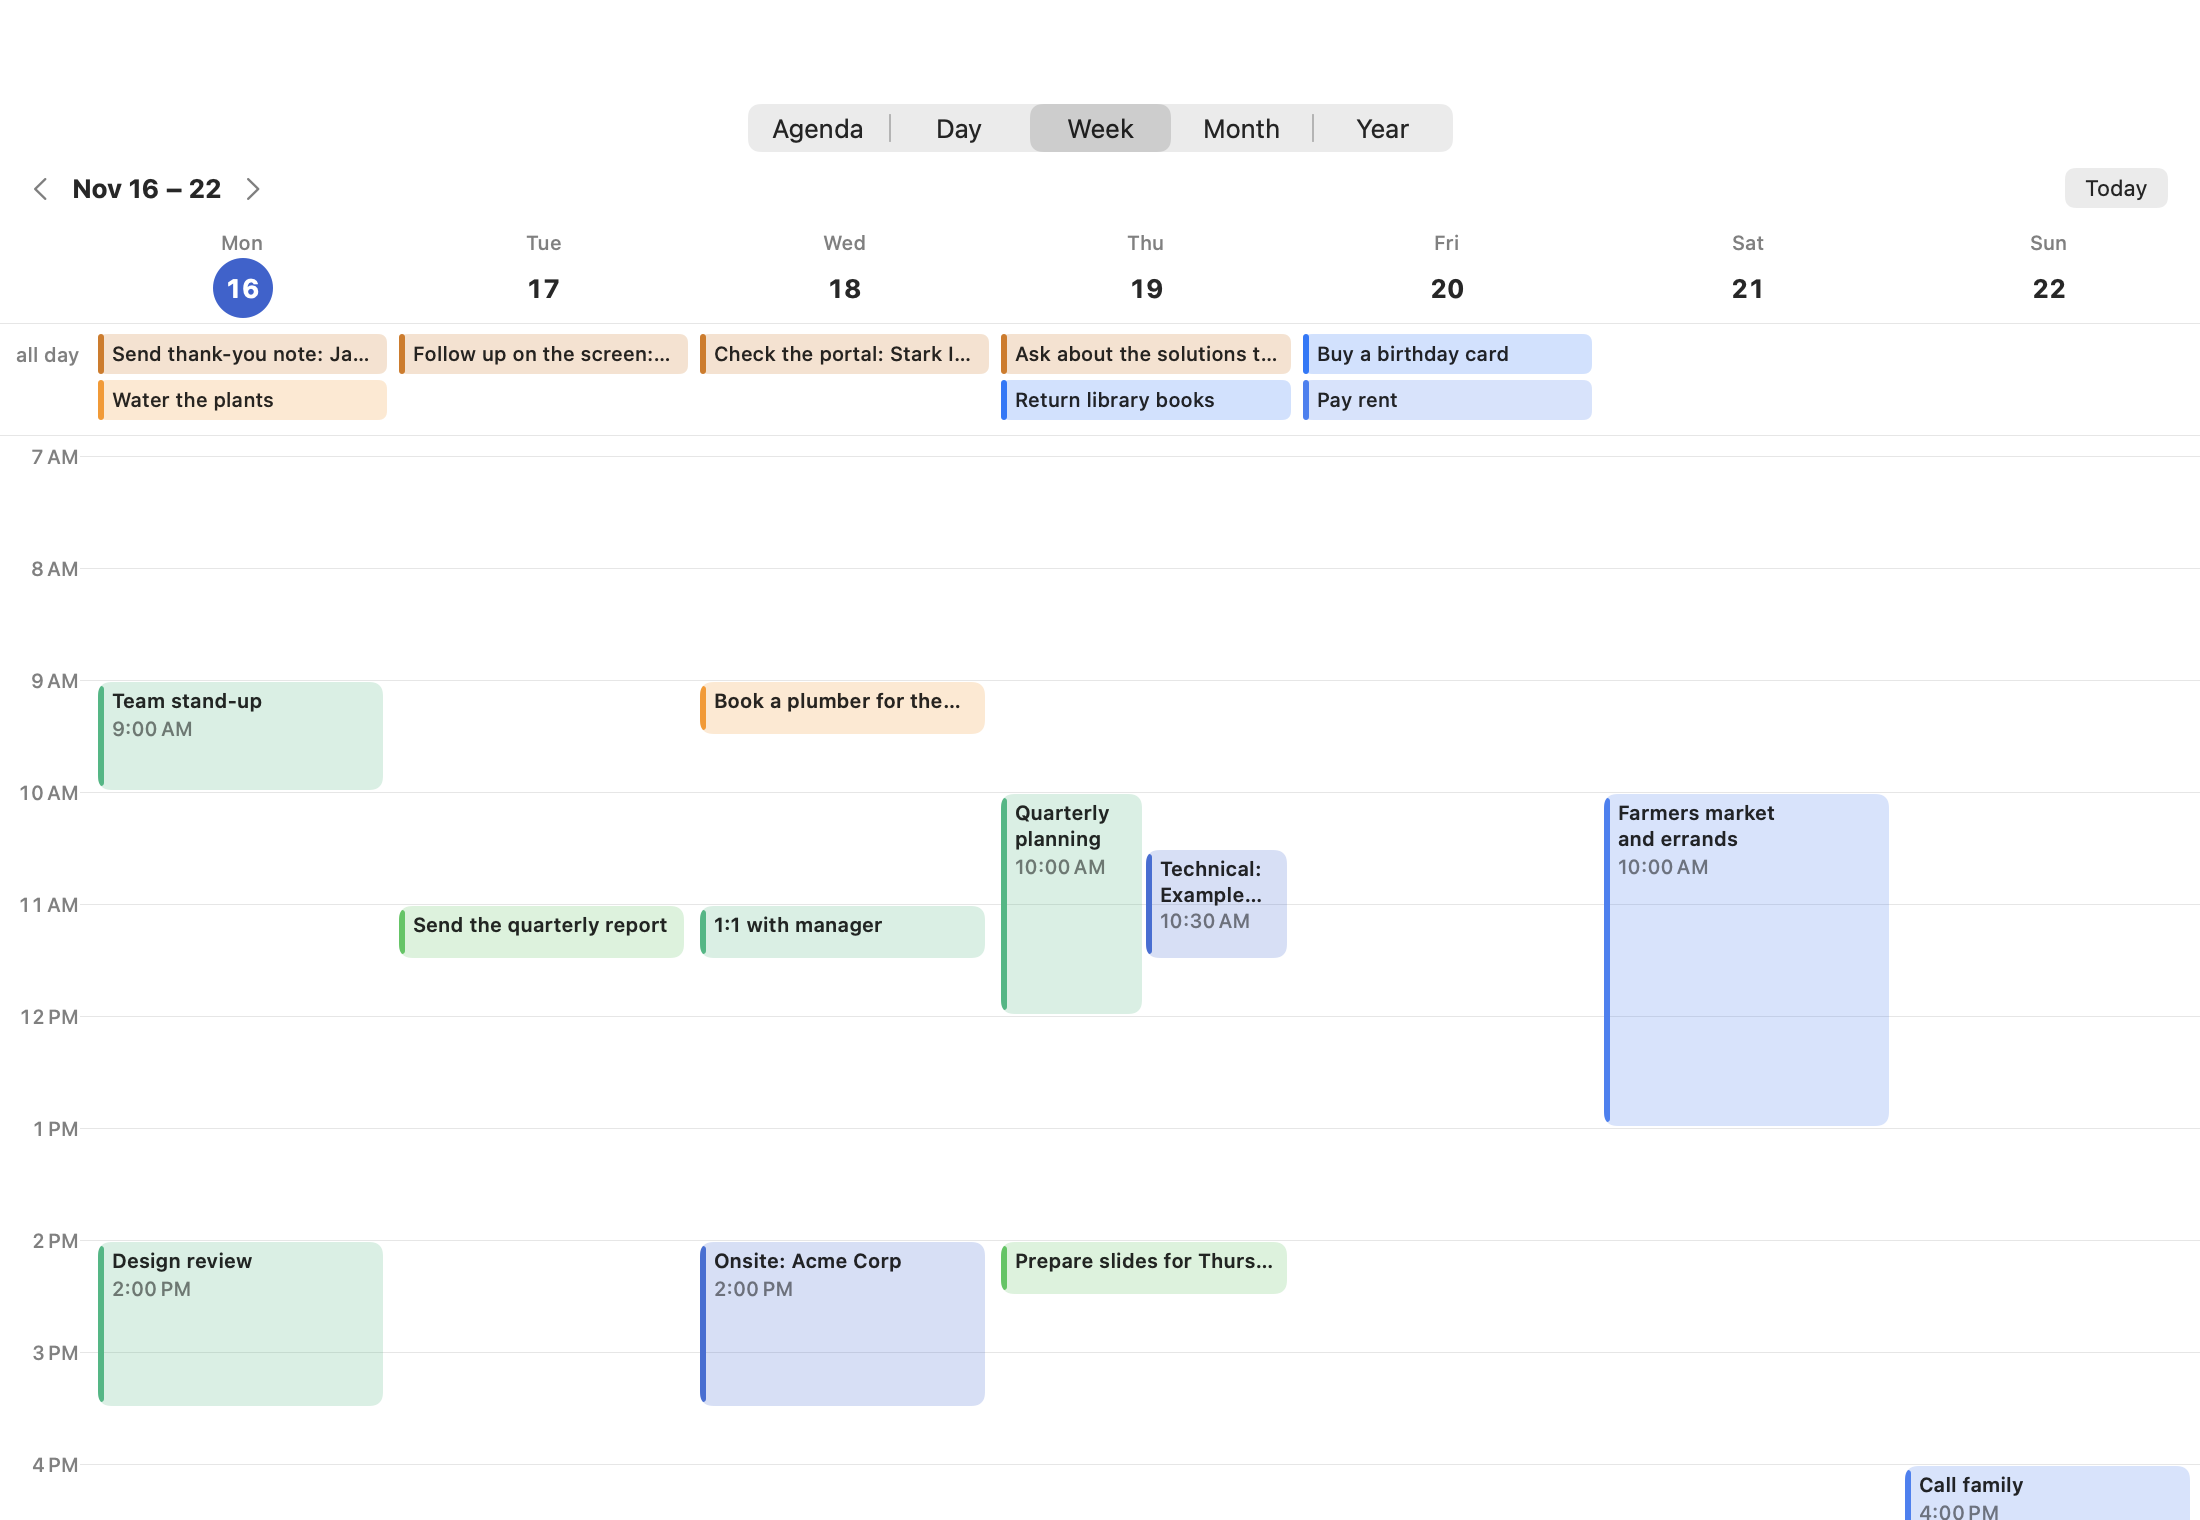 Agenda
Day
Week
Month
Year
Nov 16 – 22
Today
Mon
Tue
Wed
Thu
Fri
Sat
Sun
16
17
18
19
20
21
22
all day
Send thank-you note: Ja...
Follow up on the screen:...
Check the portal: Stark I...
Ask about the solutions t...
Buy a birthday card
Water the plants
Return library books
Pay rent
7 AM
8 AM
9 AM
Team stand-up
9:00 AM
Book a plumber for the...
10 AM
Quarterly
planning
10:00 AM
Technical:
Example...
10:30 AM
Farmers market
and errands
10:00 AM
11 AM
Send the quarterly report
1:1 with manager
12 PM
1 PM
2 PM
Design review
2:00 PM
Onsite: Acme Corp
2:00 PM
Prepare slides for Thurs...
3 PM
4 PM
Call family
4:00 PM